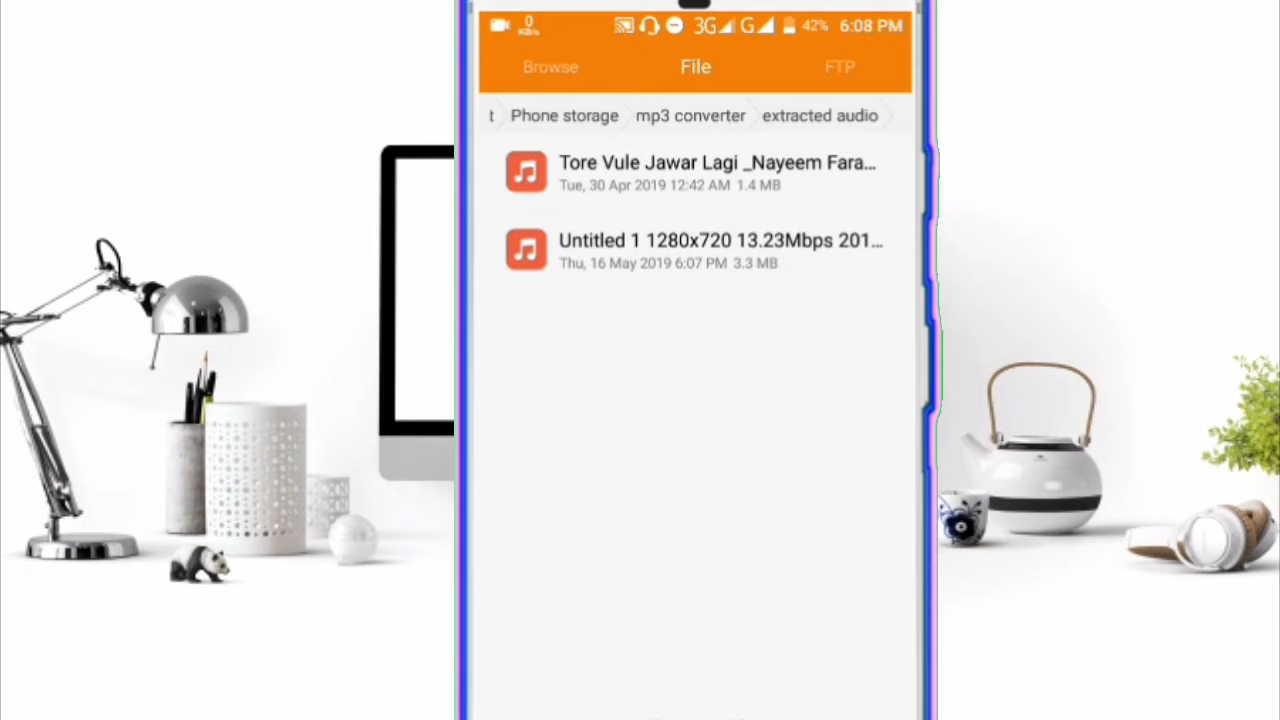 0
KB/s
3G G 42% 6:08 PM
Browse File FTP
t Phone storage mp3 converter extracted audio
Tore Vule Jawar Lagi _Nayeem Fara...
Tue, 30 Apr 2019 12:42 AM 1.4 MB
Untitled 1 1280x720 13.23Mbps 201...
Thu, 16 May 2019 6:07 PM 3.3 MB